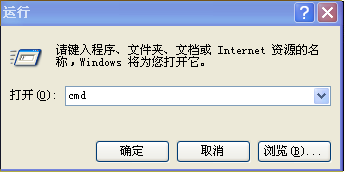 运行
请键入程序、文件夹、文档或 Internet 资源的名
称，Windows 将为您打开它。
打开(O): cmd
确定 取消 浏览(B)...